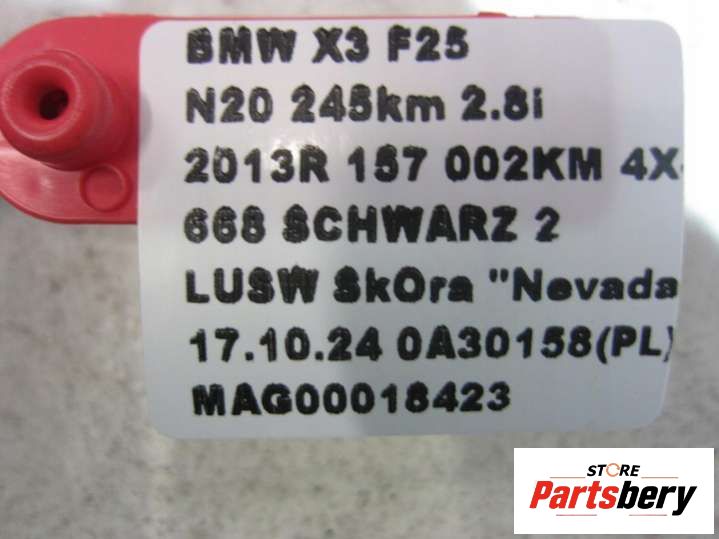 BMW X3 F25
N20 245km 2.8i
2013R 157 002KM 4X
668 SCHWARZ 2
LUSW SkOra "Nevada
17.10.24 0A30158(PL)
MAG00018423
STORE
Partsbery